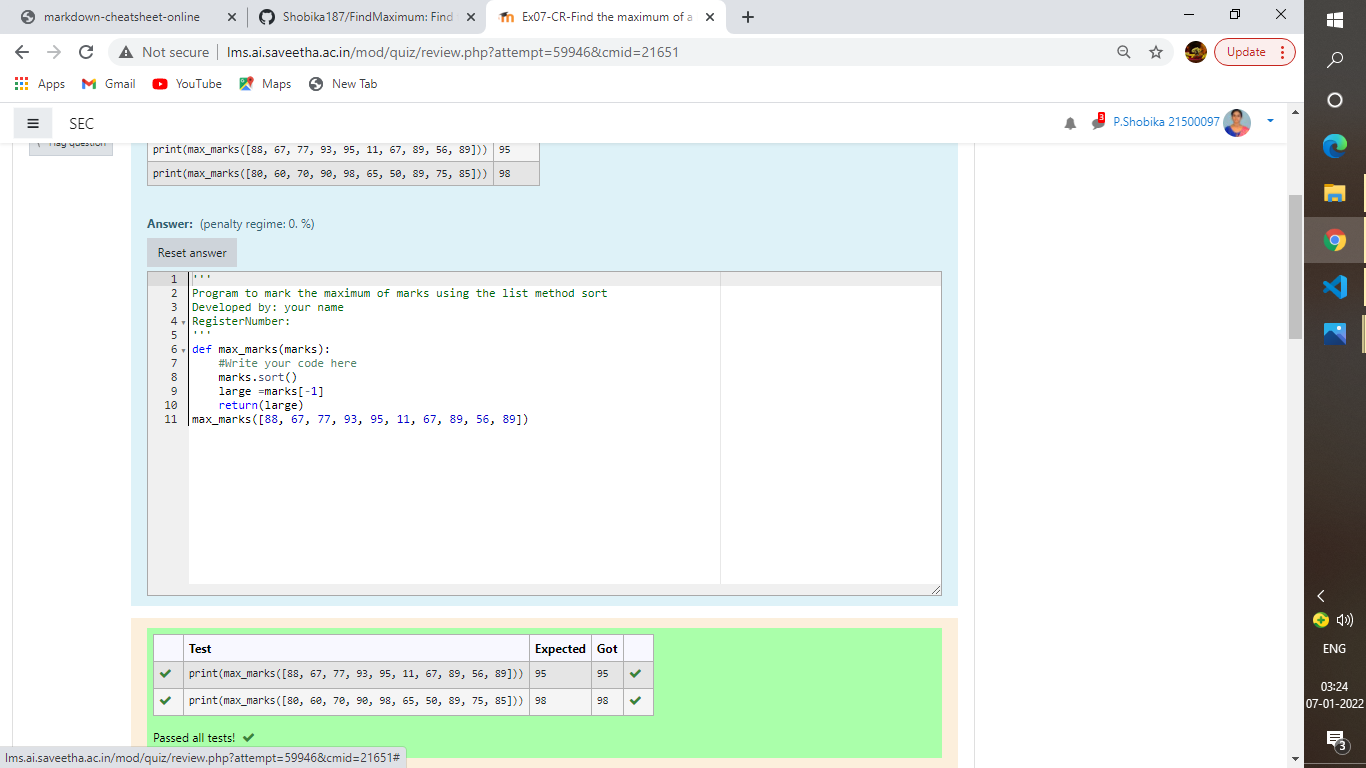 markdown-cheatsheet-online
Shobika187/FindMaximum: Find
Ex07-CR-Find the maximum of a
Not secure
lms.ai.saveetha.ac.in/mod/quiz/review.php?attempt=59946&cmid=21651
Update
Apps
Gmail
YouTube
Maps
New Tab
SEC
3
P.Shobika 21500097
Flag question
print(max_marks([88, 67, 77, 93, 95, 11, 67, 89, 56, 89])) 95
print(max_marks([80, 60, 70, 90, 98, 65, 50, 89, 75, 85])) 98
Answer: (penalty regime: 0. %)
Reset answer
1 '''
2 Program to mark the maximum of marks using the list method sort
3 Developed by: your name
4 RegisterNumber:
5 '''
6 def max_marks(marks):
7 #Write your code here
8 marks.sort()
9 large =marks[-1]
10 return(large)
11 max_marks([88, 67, 77, 93, 95, 11, 67, 89, 56, 89])
Test Expected Got
print(max_marks([88, 67, 77, 93, 95, 11, 67, 89, 56, 89])) 95 95
print(max_marks([80, 60, 70, 90, 98, 65, 50, 89, 75, 85])) 98 98
Passed all tests!
lms.ai.saveetha.ac.in/mod/quiz/review.php?attempt=59946&cmid=21651#
ENG
03:24
07-01-2022
3